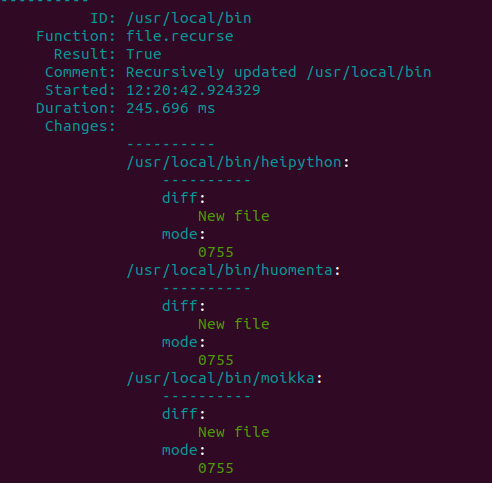 ----------
          ID: /usr/local/bin
    Function: file.recurse
      Result: True
     Comment: Recursively updated /usr/local/bin
     Started: 12:20:42.924329
    Duration: 245.696 ms
     Changes:
              ----------
              /usr/local/bin/heipython:
                  ----------
                  diff:
                      New file
                  mode:
                      0755
              /usr/local/bin/huomenta:
                  ----------
                  diff:
                      New file
                  mode:
                      0755
              /usr/local/bin/moikka:
                  ----------
                  diff:
                      New file
                  mode:
                      0755